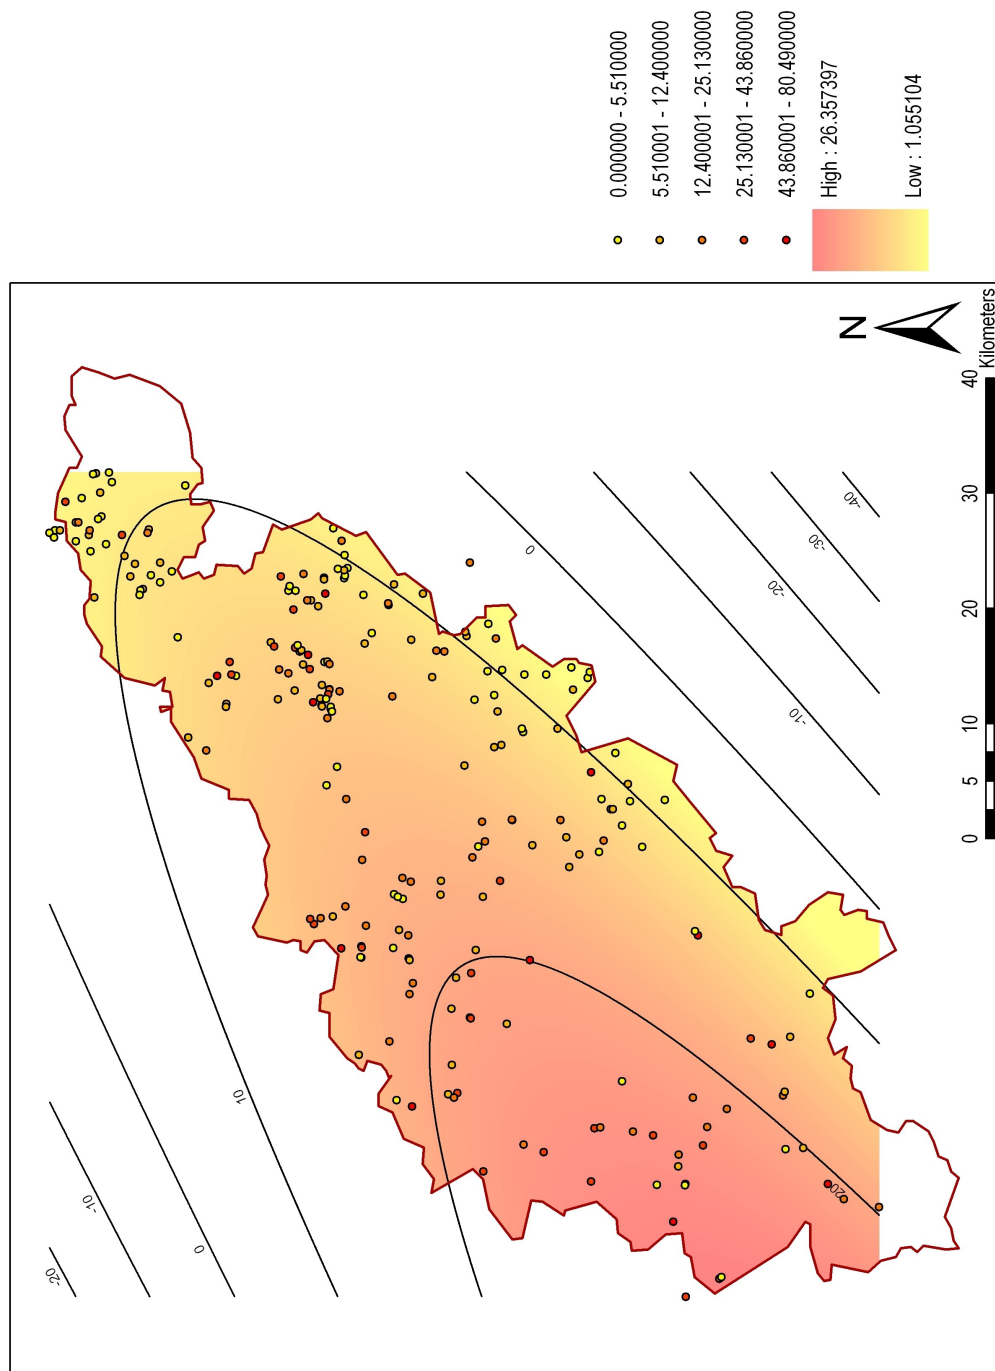 0.000000 - 5.510000
5.510001 - 12.400000
12.400001 - 25.130000
25.130001 - 43.860000
43.860001 - 80.490000
High : 26.357397
Low : 1.055104
N
0 5 10 20 30 40
Kilometers
-20
-10
0
10
20
0
-10
-20
-30
-40